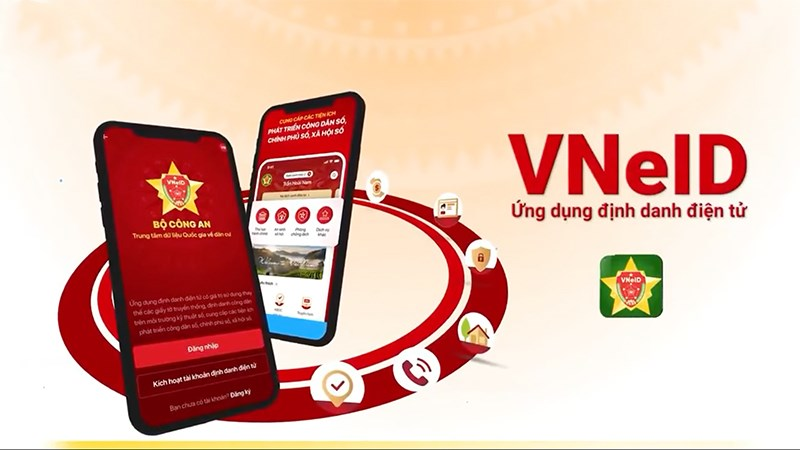 VNeID
BỘ CÔNG AN
Trung tâm dữ liệu Quốc gia về dân cư
Ứng dụng định danh điện tử có giá trị sử dụng thay
thế các giấy tờ truyền thống, định danh công dân
trên môi trường kỹ thuật số, cung cấp các tiện ích
phát triển công dân số, chính phủ số, xã hội số.
Đăng nhập
Kích hoạt tài khoản định danh điện tử
Bạn chưa có tài khoản? Đăng ký
CUNG CẤP CÁC TIỆN ÍCH
PHÁT TRIỂN CÔNG DÂN SỐ,
CHÍNH PHỦ SỐ, XÃ HỘI SỐ
Trần Hoài Nam
VNeID
Ứng dụng định danh điện tử
VNeID